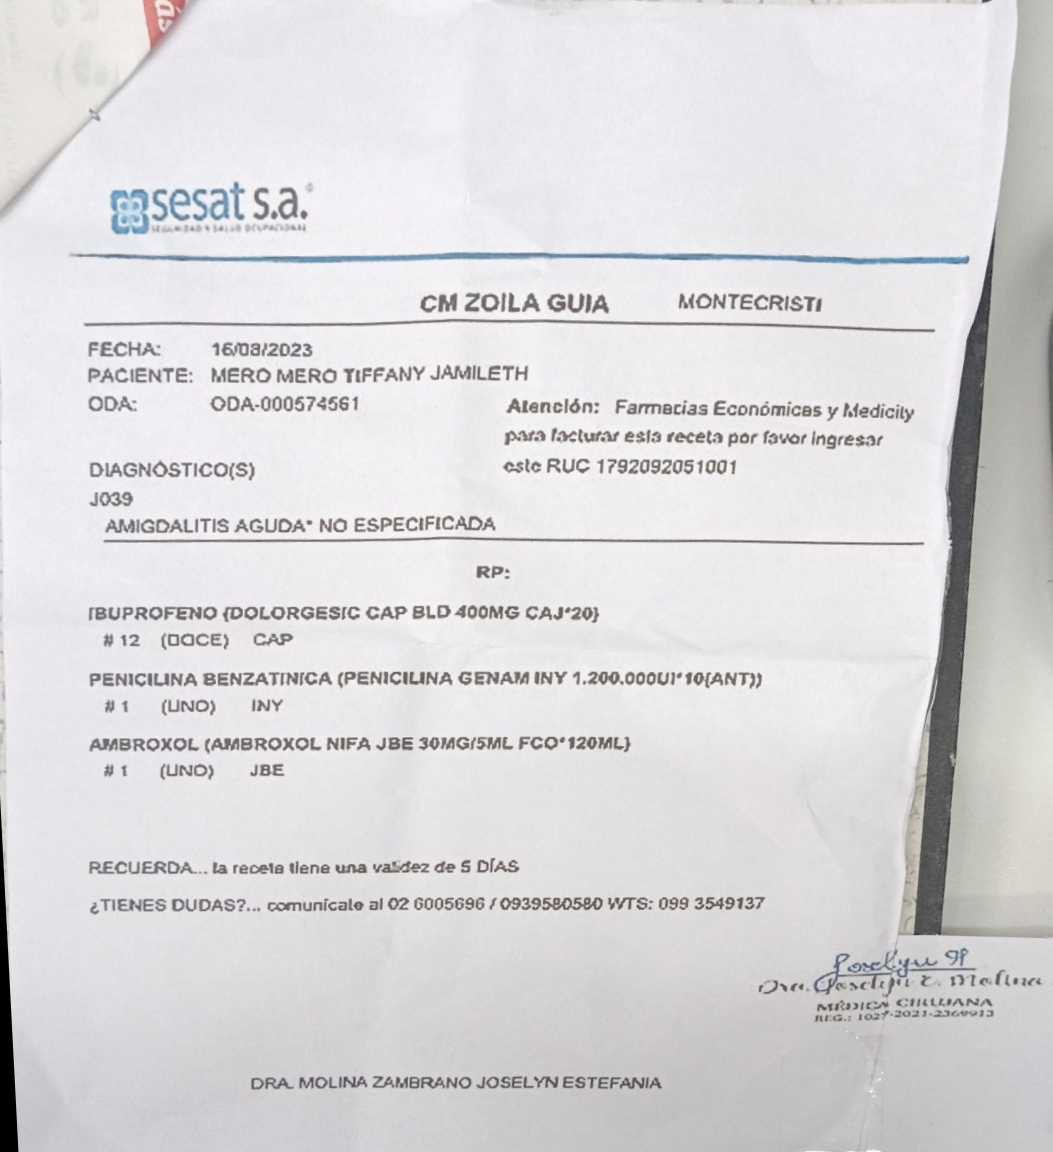 ás
sesat s.a.®
SEGURIDAD Y SALUD OCUPACIONAL
CM ZOILA GUIA MONTECRISTI
FECHA: 16/08/2023
PACIENTE: MERO MERO TIFFANY JAMILETH
ODA: ODA-000574561
Atención: Farmacias Económicas y Medicity
para facturar esta receta por favor ingresar
este RUC 1792092051001
DIAGNÓSTICO(S)
J039
AMIGDALITIS AGUDA* NO ESPECIFICADA
RP:
IBUPROFENO (DOLORGESIC CAP BLD 400MG CAJ*20)
# 12 (DOCE) CAP
PENICILINA BENZATINICA (PENICILINA GENAM INY 1.200.000UI*10(ANT))
# 1 (UNO) INY
AMBROXOL (AMBROXOL NIFA JBE 30MG/5ML FCO*120ML)
# 1 (UNO) JBE
RECUERDA... la receta tiene una validez de 5 DÍAS
¿TIENES DUDAS?... comunícate al 02 6005696 / 0939580580 WTS: 099 3549137
Dra. Joselyn E. Molina
MÉDICA CIRUJANA
REG.: 1027-2021-2369913
DRA. MOLINA ZAMBRANO JOSELYN ESTEFANIA